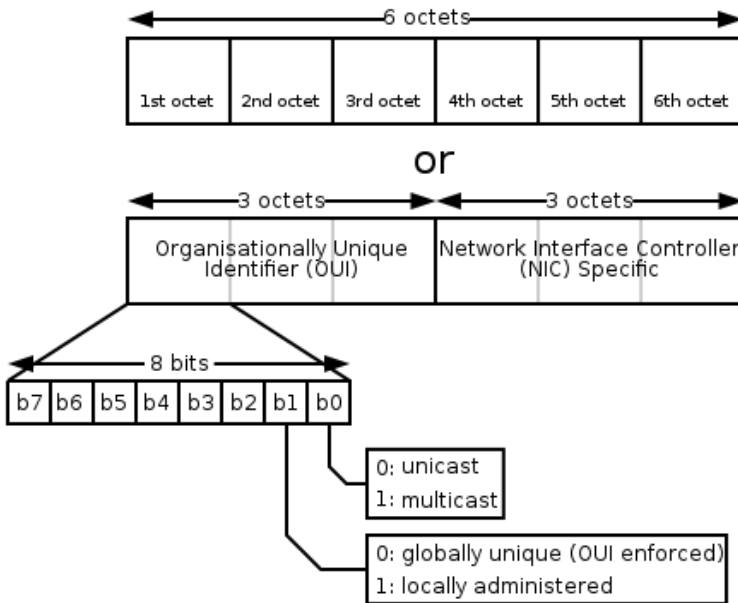 6 octets
1st octet 2nd octet 3rd octet 4th octet 5th octet 6th octet
or
3 octets 3 octets
Organisationally Unique Identifier (OUI)
Network Interface Controller (NIC) Specific
8 bits
b7 b6 b5 b4 b3 b2 b1 b0
0: unicast
1: multicast
0: globally unique (OUI enforced)
1: locally administered